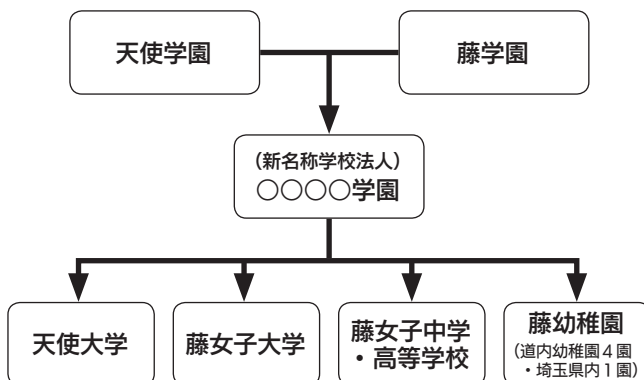 天使学園
藤学園
(新名称学校法人)
○○○○学園
天使大学
藤女子大学
藤女子中学
・高等学校
藤幼稚園
(道内幼稚園4園
・埼玉県内1園)